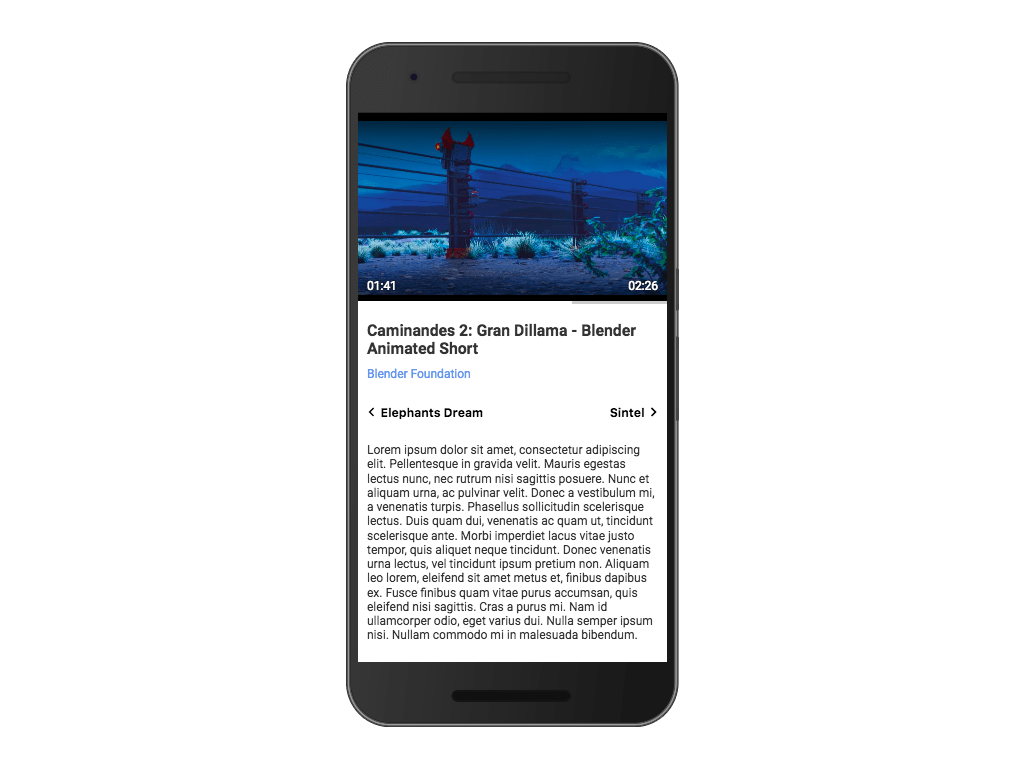 01:41 02:26
Caminandes 2: Gran Dillama - Blender
Animated Short
Blender Foundation
Elephants Dream Sintel
Lorem ipsum dolor sit amet, consectetur adipiscing
elit. Pellentesque in gravida velit. Mauris egestas
lectus nunc, nec rutrum nisi sagittis posuere. Nunc et
aliquam urna, ac pulvinar velit. Donec a vestibulum mi,
a venenatis turpis. Phasellus sollicitudin scelerisque
lectus. Duis quam dui, venenatis ac quam ut, tincidunt
scelerisque ante. Morbi imperdiet lacus vitae justo
tempor, quis aliquet neque tincidunt. Donec venenatis
urna lectus, vel tincidunt ipsum pretium non. Aliquam
leo lorem, eleifend sit amet metus et, finibus dapibus
ex. Fusce finibus quam vitae purus accumsan, quis
eleifend nisi sagittis. Cras a purus mi. Nam id
ullamcorper odio, eget varius dui. Nulla semper ipsum
nisi. Nullam commodo mi in malesuada bibendum.